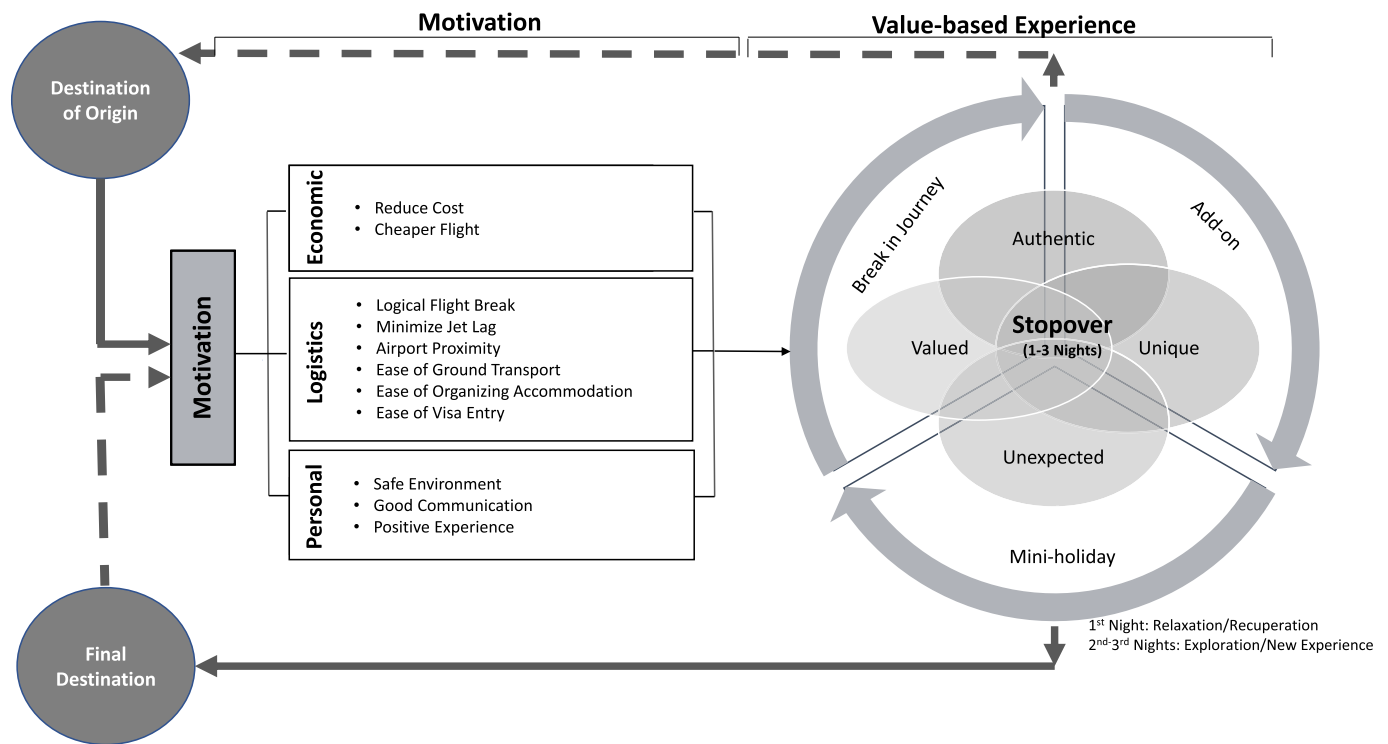 Motivation
Value-based Experience
Destination
of Origin
Motivation
Economic
• Reduce Cost
• Cheaper Flight
Logistics
• Logical Flight Break
• Minimize Jet Lag
• Airport Proximity
• Ease of Ground Transport
• Ease of Organizing Accommodation
• Ease of Visa Entry
Personal
• Safe Environment
• Good Communication
• Positive Experience
Break in Journey
Add-on
Authentic
Stopover
(1-3 Nights)
Valued
Unique
Unexpected
Mini-holiday
1st Night: Relaxation/Recuperation
2nd-3rd Nights: Exploration/New Experience
Final
Destination